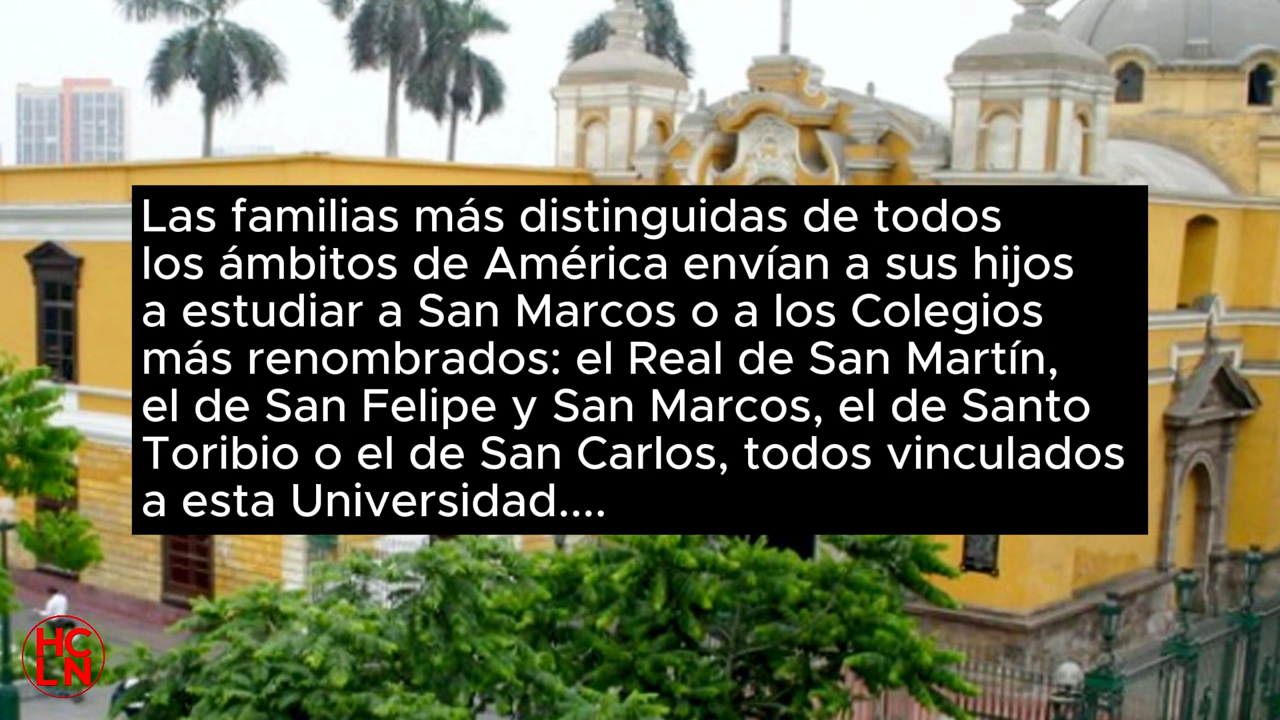 Las familias más distinguidas de todos
los ámbitos de América envían a sus hijos
a estudiar a San Marcos o a los Colegios
más renombrados: el Real de San Martín,
el de San Felipe y San Marcos, el de Santo
Toribio o el de San Carlos, todos vinculados
a esta Universidad....
HC
LN